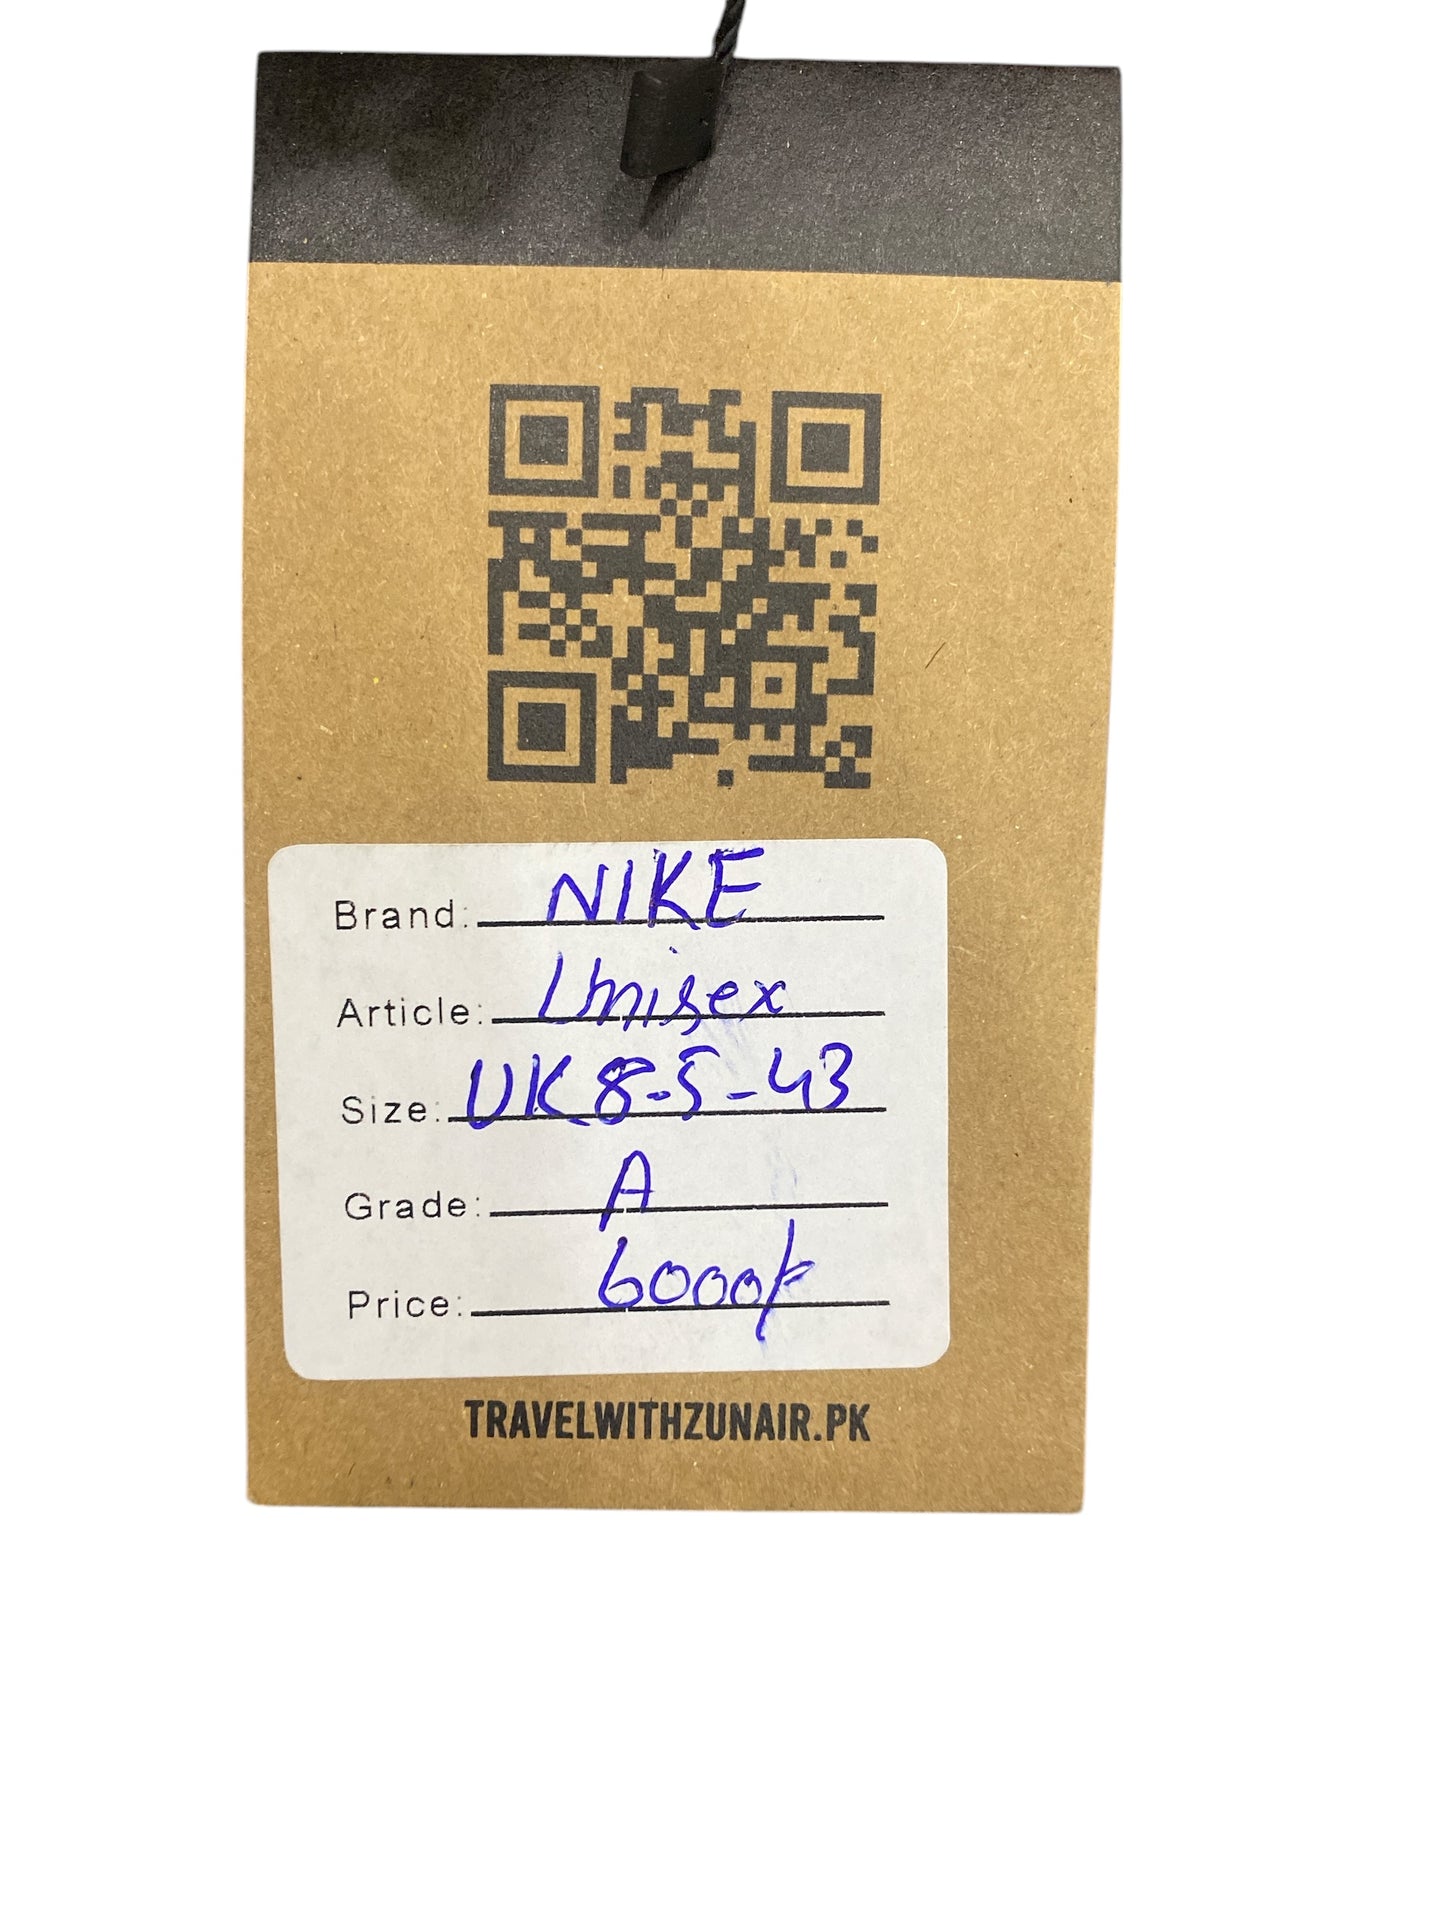 Brand: NIKE
Article: Unisex
Size: UK 8.5 - 43
Grade: A
Price: 6000/-
TRAVELWITHZUNAIR.PK